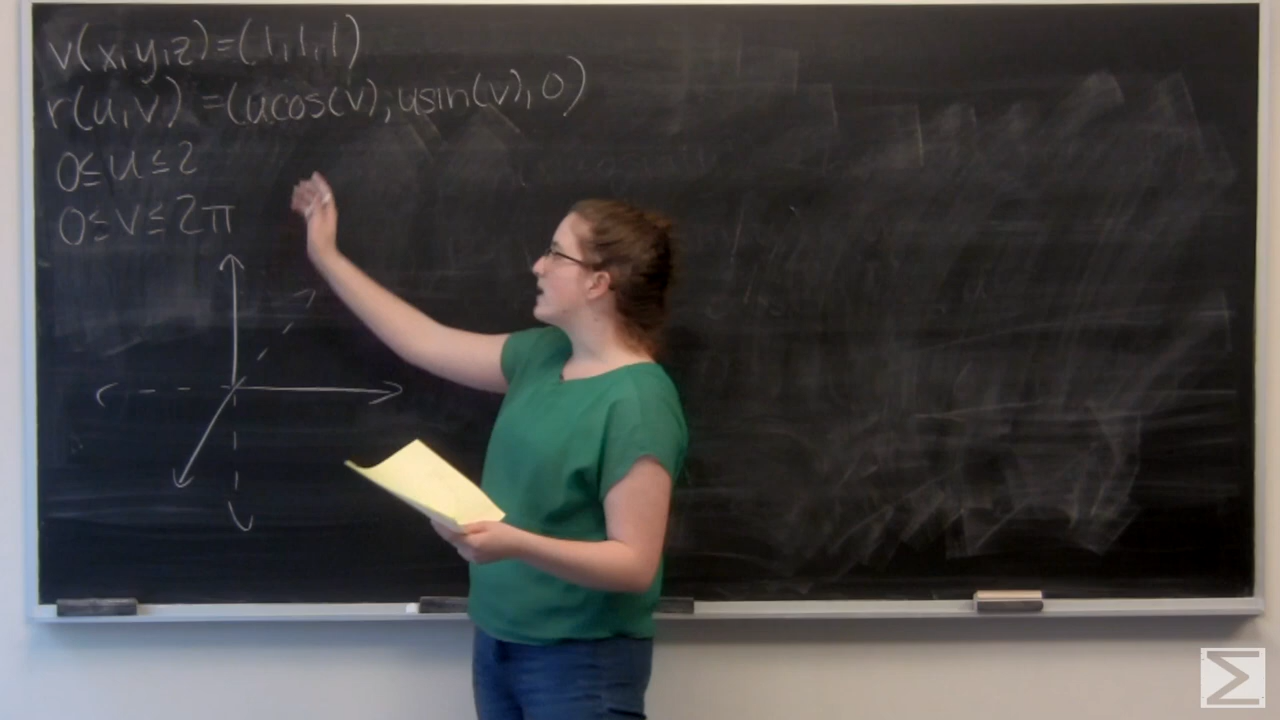 v(x,y,z)=(1,1,1)
r(u,v)=(ucos(v),usin(v),0)
0≤u≤2
0≤v≤2π
Σ